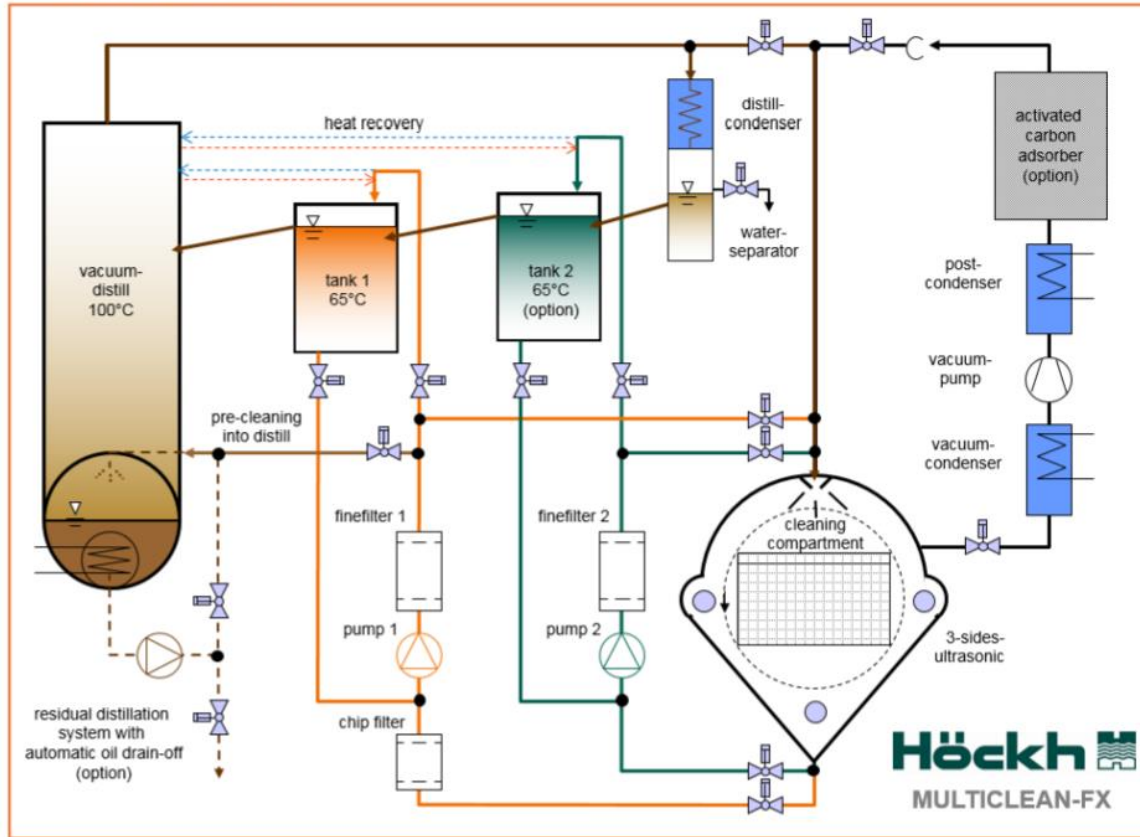 heat recovery
distill-
condenser
activated
carbon
adsorber
(option)
vacuum-
distill
100°C
tank 1
65°C
tank 2
65°C
(option)
water-
separator
post-
condenser
vacuum-
pump
vacuum-
condenser
pre-cleaning
into distill
finefilter 1
finefilter 2
cleaning
compartment
pump 1
pump 2
3-sides-
ultrasonic
residual distillation
system with
automatic oil drain-off
(option)
chip filter
Höckh
MULTICLEAN-FX